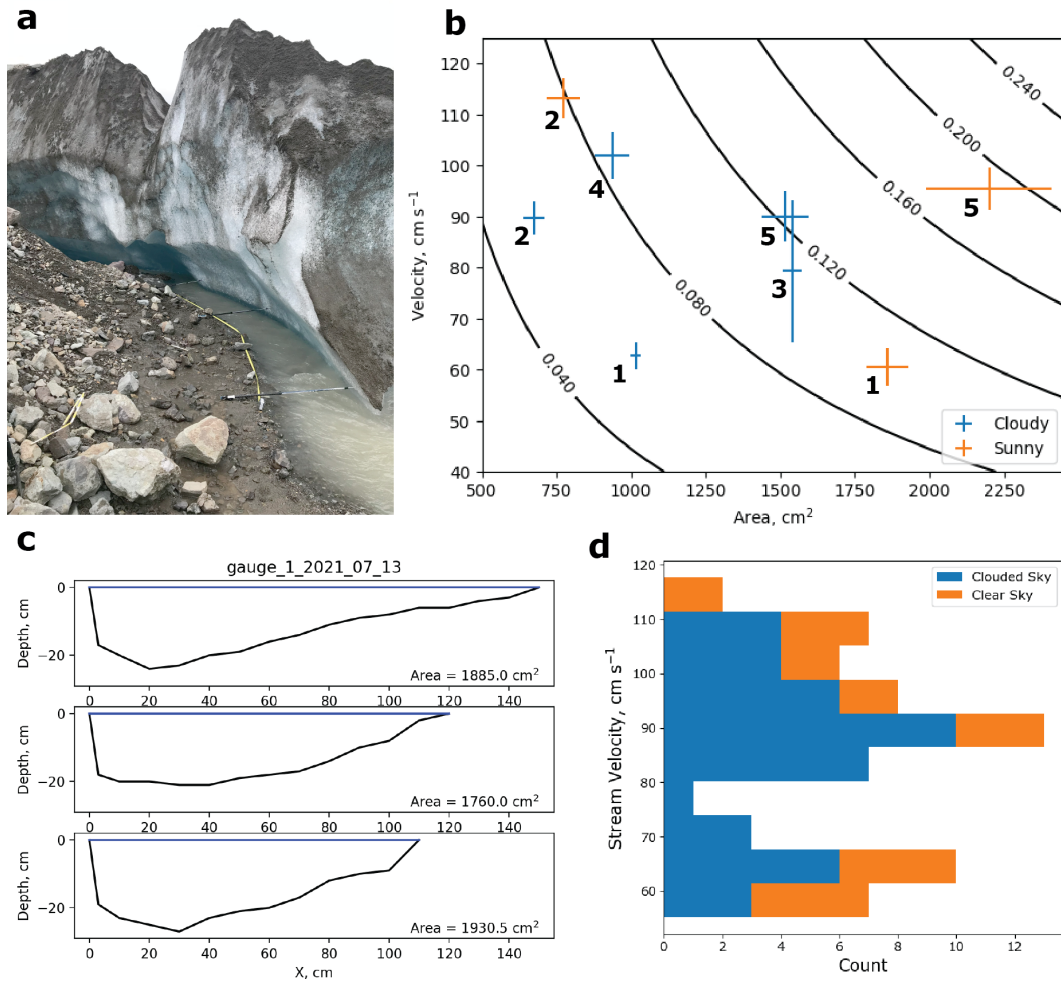 a
b
120
110
100
90
80
70
60
50
40
Velocity, cm s⁻¹
500
750
1000
1250
1500
1750
2000
2250
Area, cm²
0.040
0.080
0.120
0.160
0.200
0.240
2
4
2
5
3
1
5
1
Cloudy
Sunny
c
gauge_1_2021_07_13
Depth, cm
0
−20
Area = 1885.0 cm²
0 20 40 60 80 100 120 140
Depth, cm
0
−20
Area = 1760.0 cm²
0 20 40 60 80 100 120 140
Depth, cm
0
−20
Area = 1930.5 cm²
0 20 40 60 80 100 120 140
X, cm
d
Clouded Sky
Clear Sky
120
110
100
90
80
70
60
Stream Velocity, cm s⁻¹
0 2 4 6 8 10 12
Count